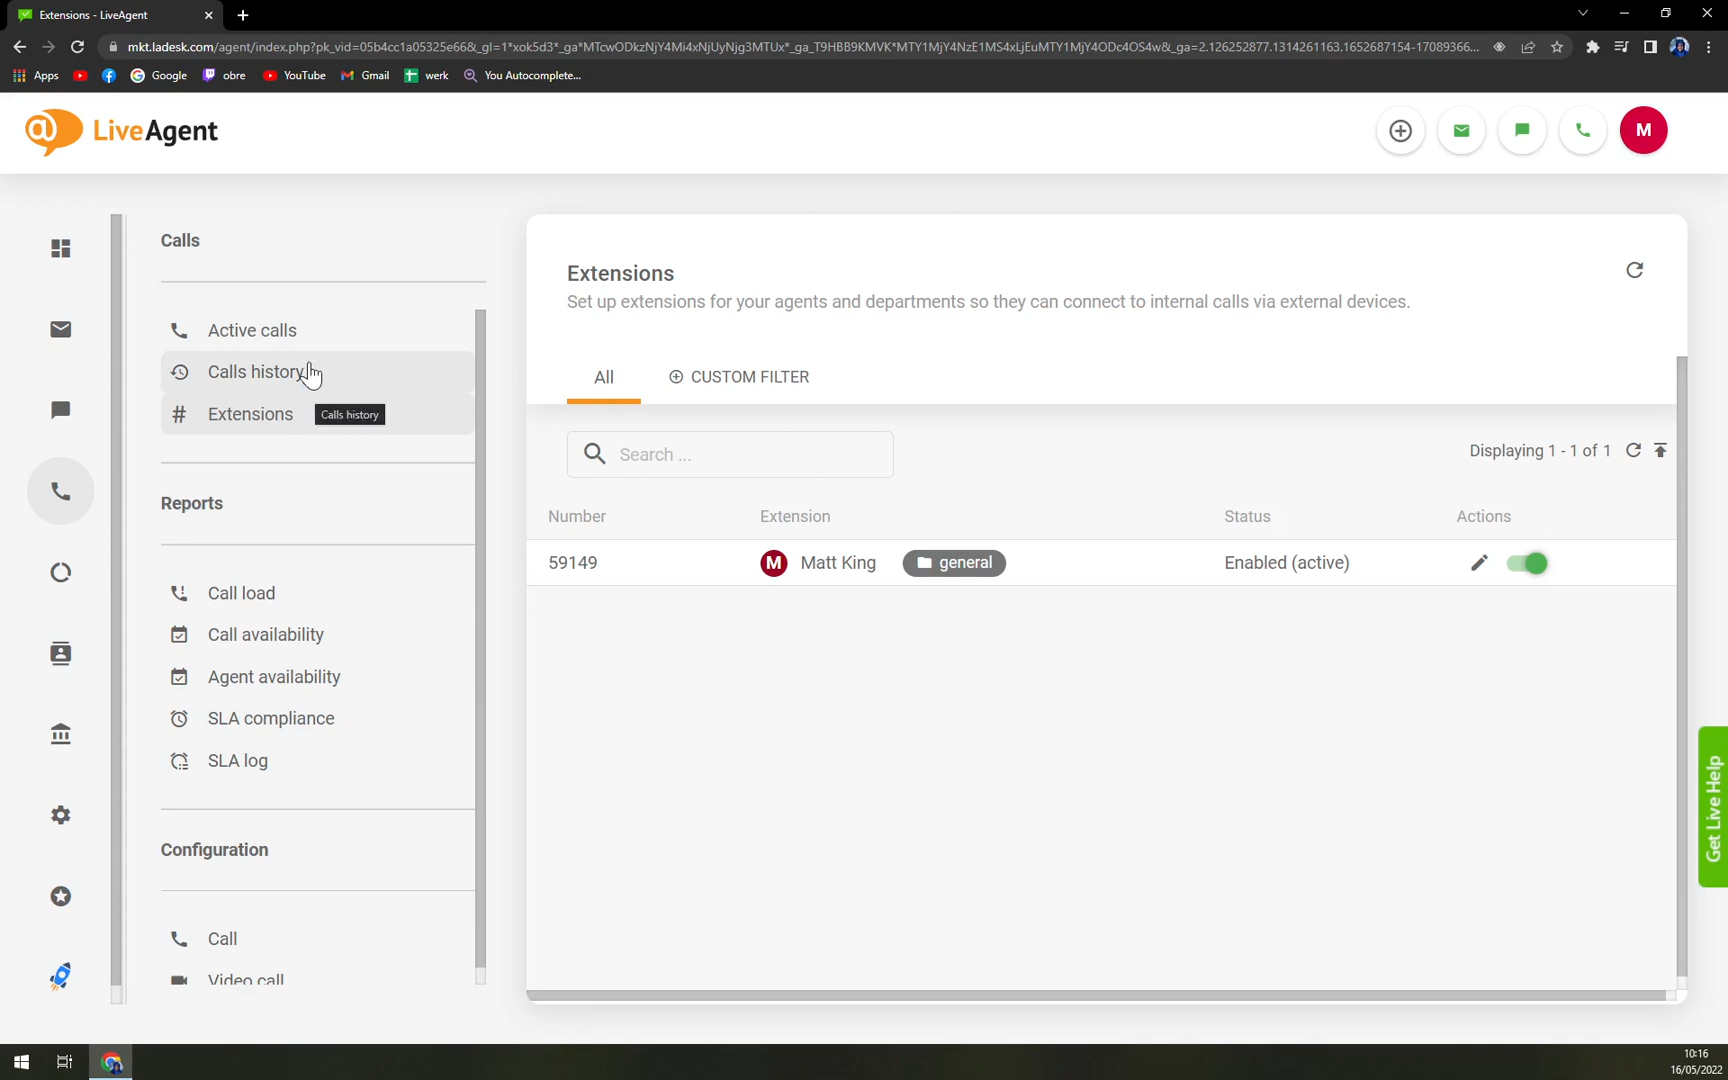 Extensions - LiveAgent
mkt.ladesk.com/agent/index.php?pk_vid=05b4cc1a05325e66&_gl=1*xok5d3*_ga*MTcwODkzNjY4Mi4xNjUyNjg3MTUx*_ga_T9HBB9KMVK*MTY1MjY4NzE1MS4xLjEuMTY1MjY4ODc4OS4w&_ga=2.126252877.1314261163.1652687154-17089366...
Apps
Google
obre
YouTube
Gmail
werk
You Autocomplete...
LiveAgent
M
Calls
Active calls
Calls history
Extensions
Calls history
Reports
Call load
Call availability
Agent availability
SLA compliance
SLA log
Configuration
Call
Video call
Extensions
Set up extensions for your agents and departments so they can connect to internal calls via external devices.
All
CUSTOM FILTER
Search ...
Displaying 1 - 1 of 1
Number Extension Status Actions
59149 M Matt King general Enabled (active)
Get Live Help
10:16
16/05/2022